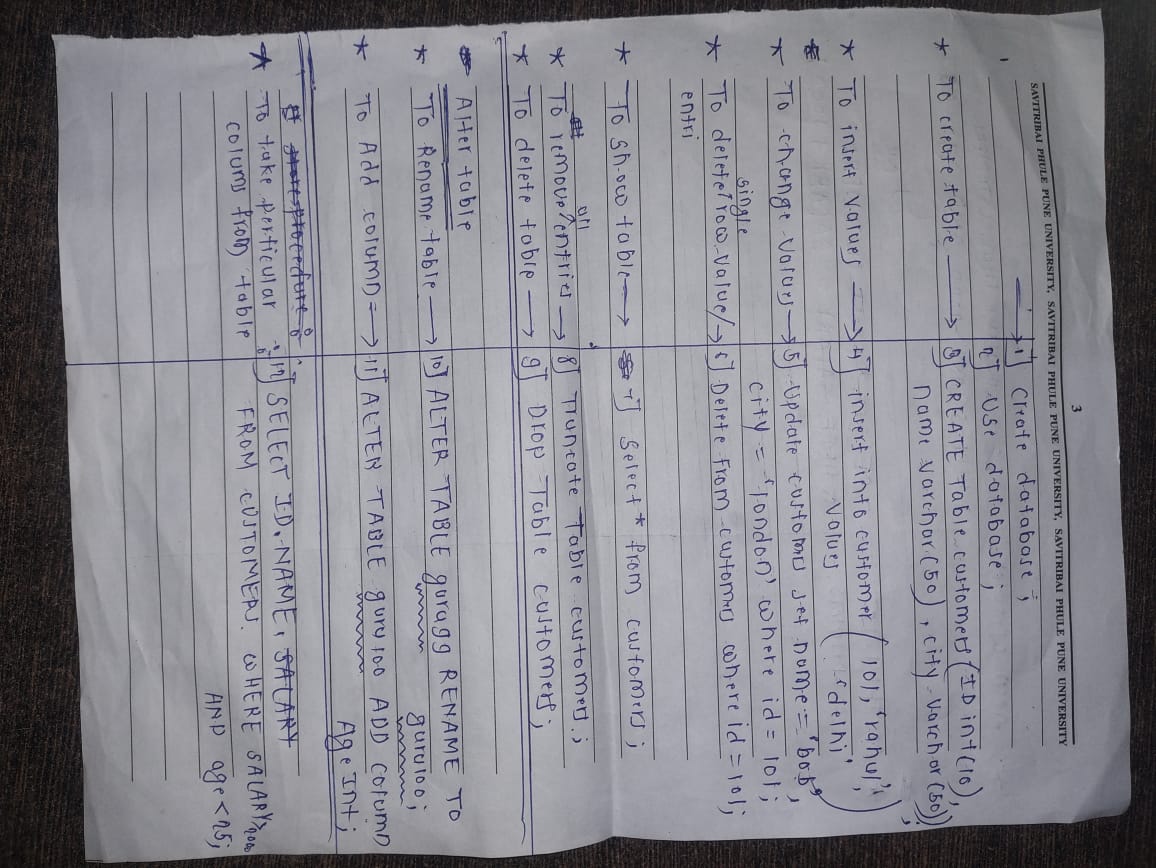 3
SAVITRIBAI PHULE PUNE UNIVERSITY, SAVITRIBAI PHULE PUNE UNIVERSITY, SAVITRIBAI PHULE PUNE UNIVERSITY
→ 1] Create database ;
2] Use database ;
* To create table → 3] CREATE Table customers (ID int(10),
name varchar(50), city varchar(50));
* To insert values → 4] insert into customer (101, 'rahul',
values 'delhi'
* To change values → 5] Update customers set name = 'bob',
city = 'london' where id = 101;
single
* To delete row value/ → 6] Delete from customers where id = 101;
entri
* To show table → 7] Select * from customers ;
all
* To remove entries → 8] Truncate Table customers ;
* To delete table → 9] Drop Table customers ;
Alter table
* To Rename table → 10] ALTER TABLE guragg RENAME TO
guru100;
* To Add column → 11] ALTER TABLE guru100 ADD column
Age Int;
* To take perticular 12] SELECT ID, NAME, SALARY
colums from table FROM CUSTOMERS WHERE SALARY>2000
AND age < 25;